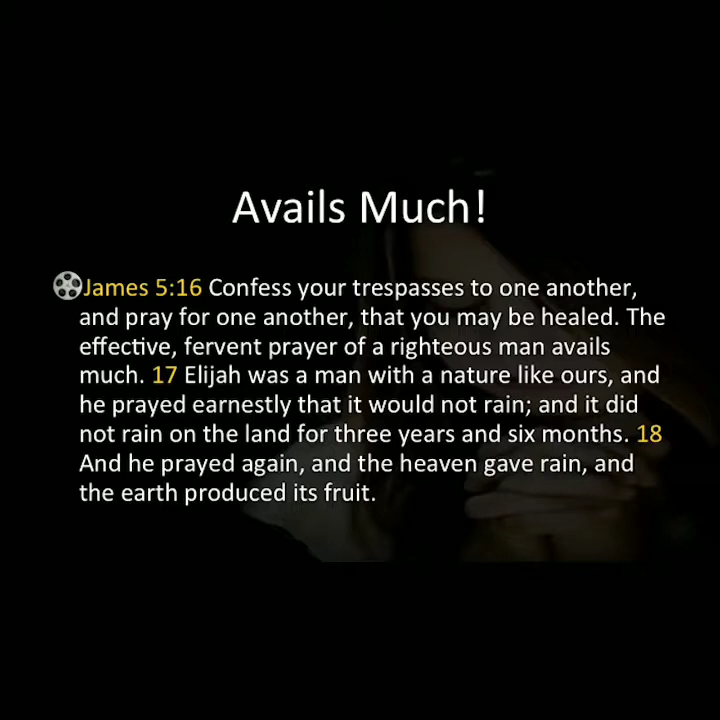 Avails Much!
James 5:16 Confess your trespasses to one another,
and pray for one another, that you may be healed. The
effective, fervent prayer of a righteous man avails
much. 17 Elijah was a man with a nature like ours, and
he prayed earnestly that it would not rain; and it did
not rain on the land for three years and six months. 18
And he prayed again, and the heaven gave rain, and
the earth produced its fruit.